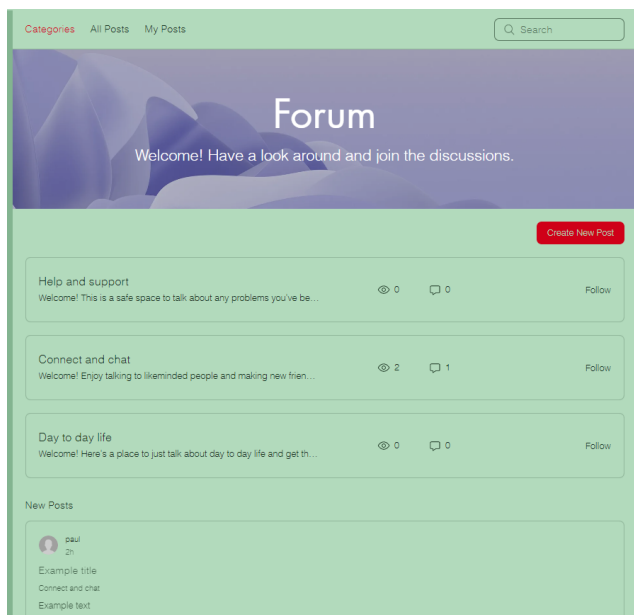 Categories All Posts My Posts Search
Forum
Welcome! Have a look around and join the discussions.
Create New Post
Help and support
Welcome! This is a safe space to talk about any problems you've be...
0 0 Follow
Connect and chat
Welcome! Enjoy talking to likeminded people and making new frien...
2 1 Follow
Day to day life
Welcome! Here's a place to just talk about day to day life and get th...
0 0 Follow
New Posts
paul
2h
Example title
Connect and chat
Example text